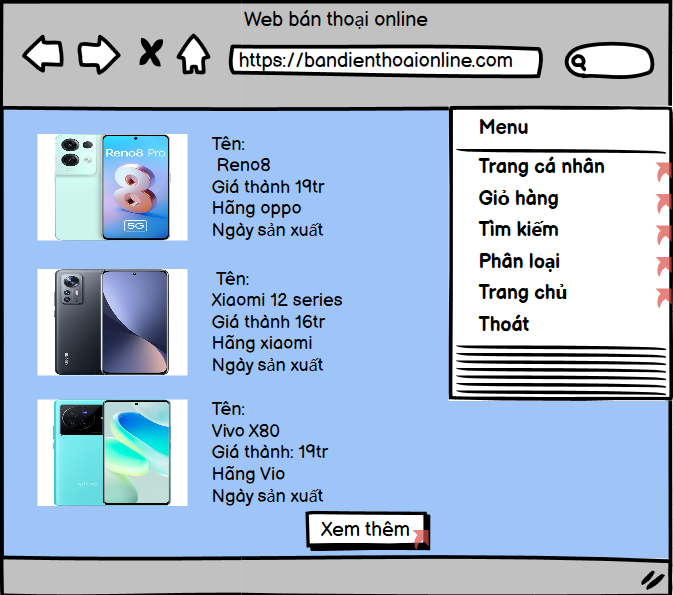 Web bán thoại online
https://bandienthoaionline.com
Menu
Trang cá nhân
Giỏ hàng
Tìm kiếm
Phân loại
Trang chủ
Thoát
Reno8 Pro
5G
Tên:
Reno8
Giá thành 19tr
Hãng oppo
Ngày sản xuất
Tên:
Xiaomi 12 series
Giá thành 16tr
Hãng xiaomi
Ngày sản xuất
vivo
Tên:
Vivo X80
Giá thành: 19tr
Hãng Vio
Ngày sản xuất
Xem thêm